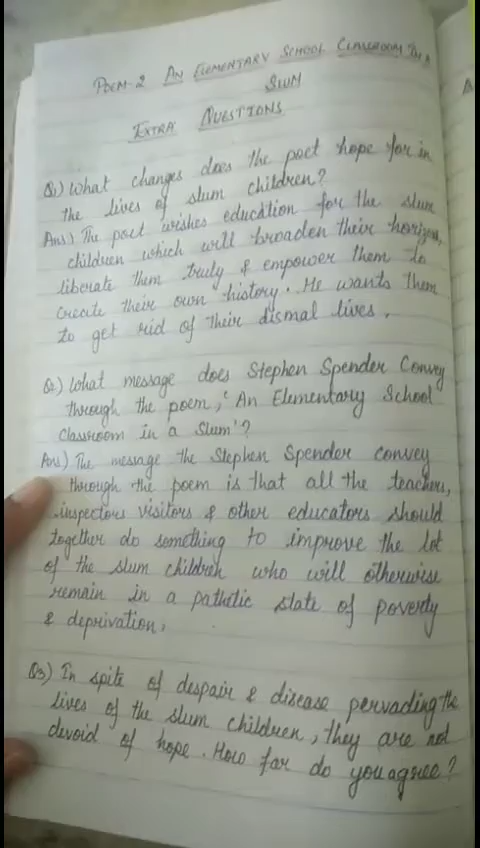 POEM-2 AN ELEMENTARY SCHOOL CLASSROOM IN A
SLUM
EXTRA QUESTIONS
Q1) What changes does the poet hope for in
the lives of slum children?
Ans) The poet wishes education for the slum
children which will broaden their horizon,
liberate them truly & empower them to
create their own history. He wants them
to get rid of their dismal lives.
Q2) What message does Stephen Spender Convey
through the poem, 'An Elementary School
Classroom in a Slum'?
Ans) The message the Stephen Spender convey
through the poem is that all the teachers,
inspectors visitors & other educators should
together do something to improve the lot
of the slum children who will otherwise
remain in a pathetic state of poverty
& deprivation.
Q3) In spite of despair & disease pervading the
lives of the slum children, they are not
devoid of hope. How far do you agree?